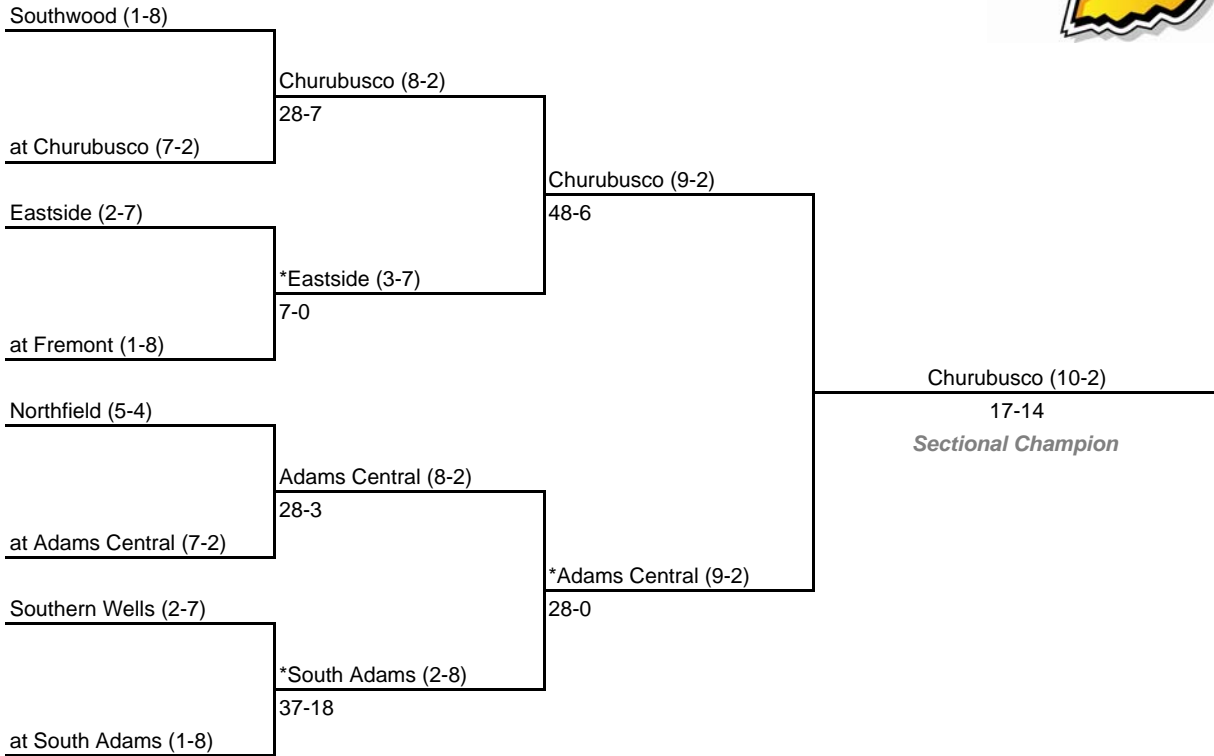 Southwood (1-8)
Churubusco (8-2)
28-7
at Churubusco (7-2)
Churubusco (9-2)
48-6
Eastside (2-7)
*Eastside (3-7)
7-0
at Fremont (1-8)
Churubusco (10-2)
17-14
Sectional Champion
Northfield (5-4)
Adams Central (8-2)
28-3
at Adams Central (7-2)
*Adams Central (9-2)
28-0
Southern Wells (2-7)
*South Adams (2-8)
37-18
at South Adams (1-8)